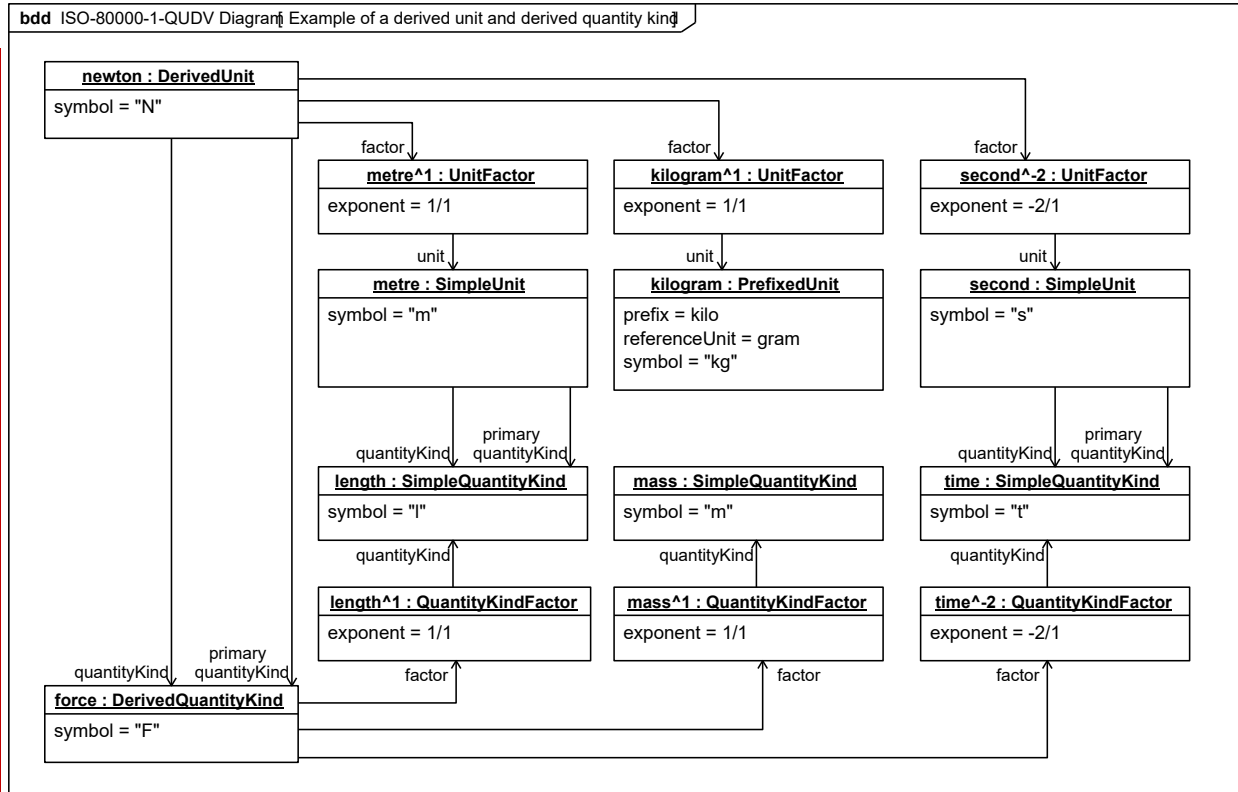 bdd ISO-80000-1-QUDV Diagram[ Example of a derived unit and derived quantity kind]
newton : DerivedUnit
symbol = "N"
factor
factor
factor
metre^1 : UnitFactor
exponent = 1/1
kilogram^1 : UnitFactor
exponent = 1/1
second^-2 : UnitFactor
exponent = -2/1
unit
unit
unit
metre : SimpleUnit
symbol = "m"
kilogram : PrefixedUnit
prefix = kilo
referenceUnit = gram
symbol = "kg"
second : SimpleUnit
symbol = "s"
quantityKind
primary
quantityKind
quantityKind
primary
quantityKind
length : SimpleQuantityKind
symbol = "l"
mass : SimpleQuantityKind
symbol = "m"
time : SimpleQuantityKind
symbol = "t"
quantityKind
quantityKind
quantityKind
length^1 : QuantityKindFactor
exponent = 1/1
mass^1 : QuantityKindFactor
exponent = 1/1
time^-2 : QuantityKindFactor
exponent = -2/1
quantityKind
primary
quantityKind
factor
factor
factor
force : DerivedQuantityKind
symbol = "F"